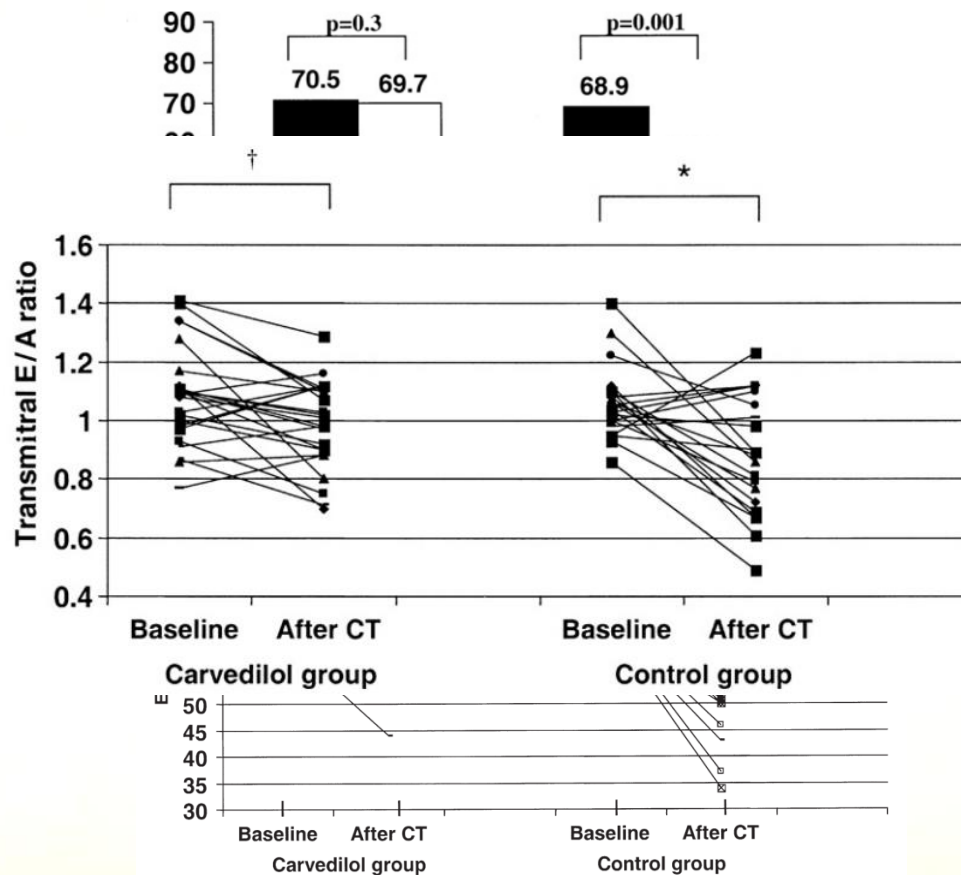 90
p=0.3
p=0.001
80
70.5
69.7
68.9
70
†
*
Transmitral E/A ratio
1.6
1.4
1.2
1
0.8
0.6
0.4
Baseline After CT Baseline After CT
Carvedilol group Control group
50
45
40
35
30
Baseline After CT Baseline After CT
Carvedilol group Control group